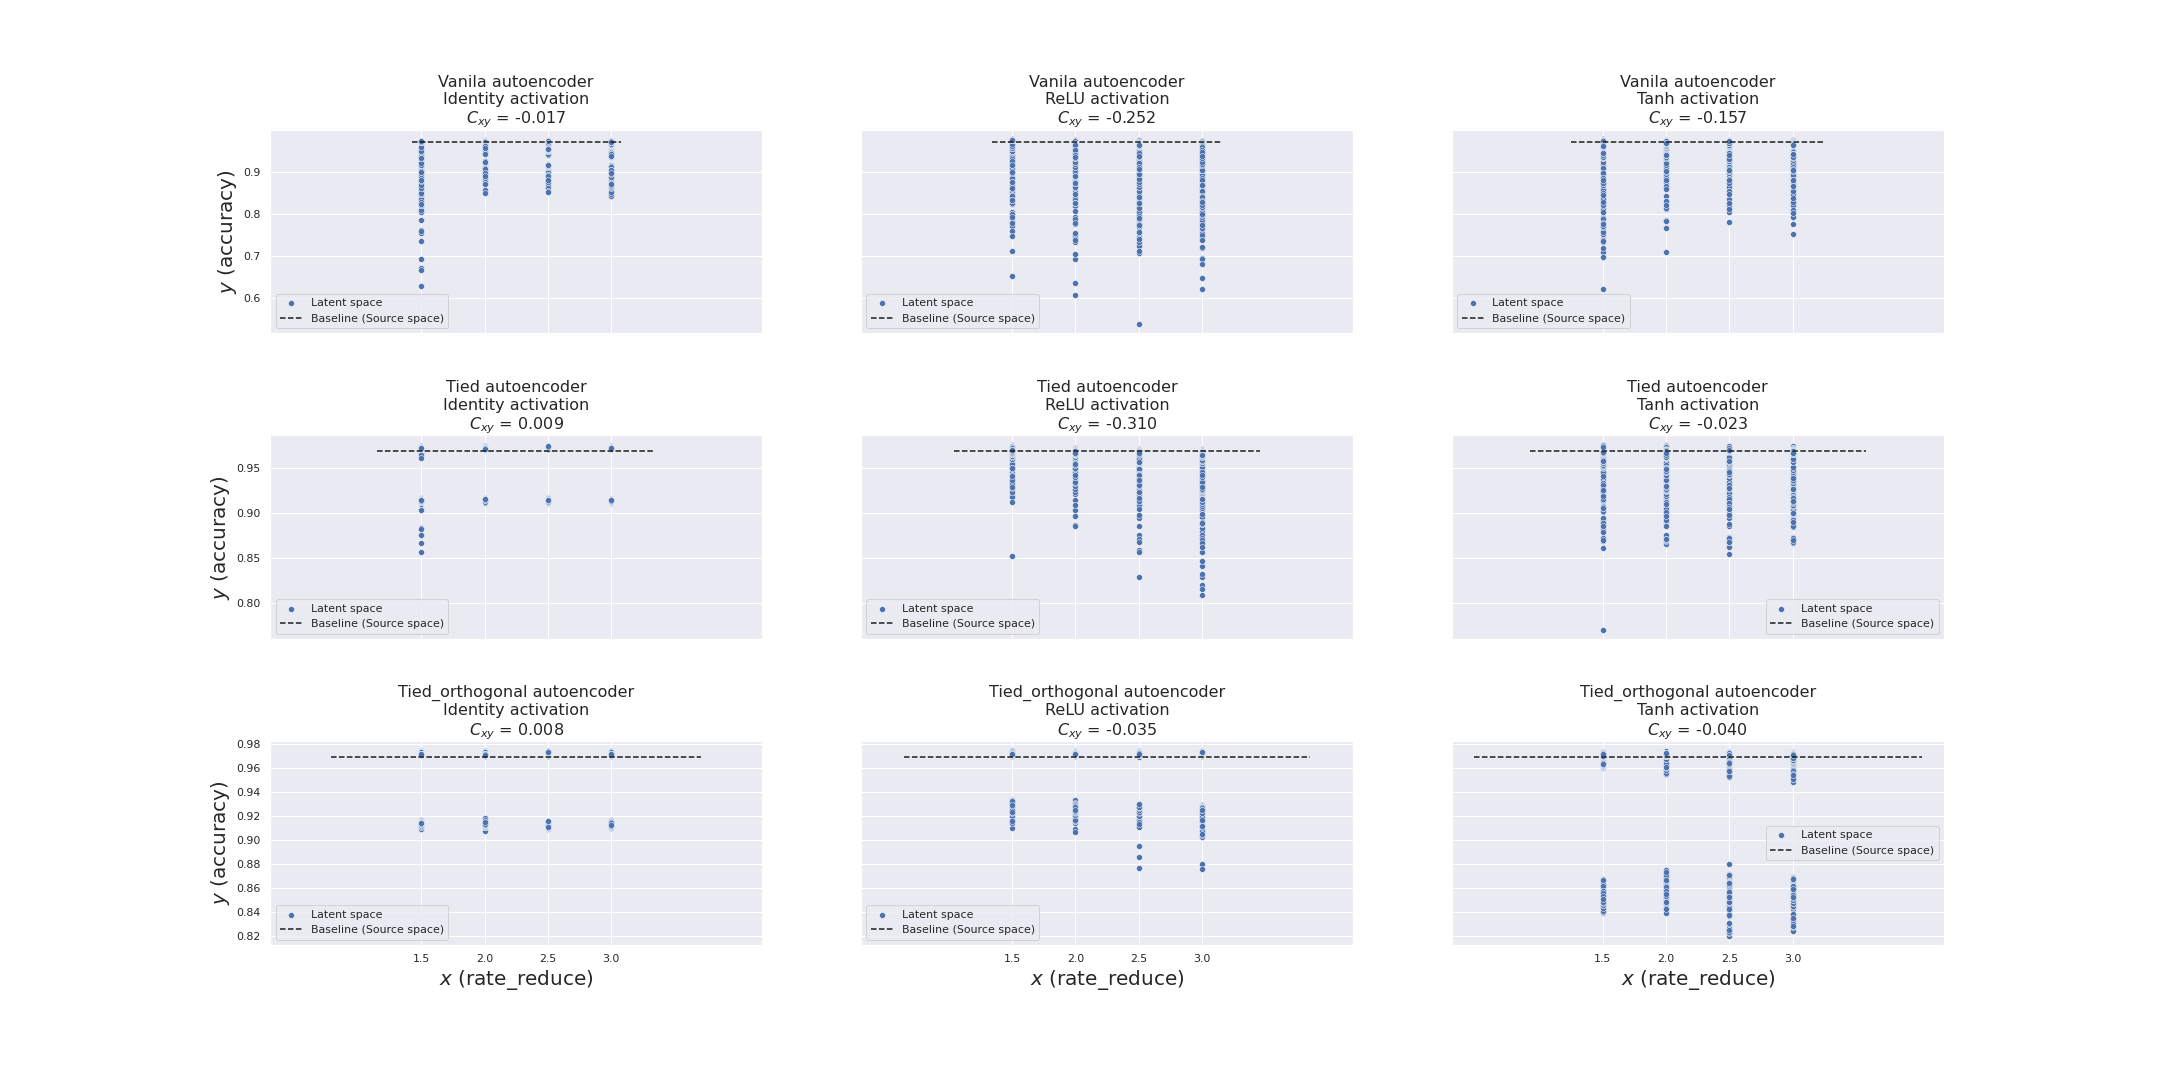 Vanila autoencoder
Identity activation
Cxy = -0.017
Vanila autoencoder
ReLU activation
Cxy = -0.252
Vanila autoencoder
Tanh activation
Cxy = -0.157
y (accuracy)
0.9
0.8
0.7
0.6
Latent space
Baseline (Source space)
Latent space
Baseline (Source space)
Latent space
Baseline (Source space)
Tied autoencoder
Identity activation
Cxy = 0.009
Tied autoencoder
ReLU activation
Cxy = -0.310
Tied autoencoder
Tanh activation
Cxy = -0.023
y (accuracy)
0.95
0.90
0.85
0.80
Latent space
Baseline (Source space)
Latent space
Baseline (Source space)
Latent space
Baseline (Source space)
Tied_orthogonal autoencoder
Identity activation
Cxy = 0.008
Tied_orthogonal autoencoder
ReLU activation
Cxy = -0.035
Tied_orthogonal autoencoder
Tanh activation
Cxy = -0.040
y (accuracy)
0.98
0.96
0.94
0.92
0.90
0.88
0.86
0.84
0.82
Latent space
Baseline (Source space)
Latent space
Baseline (Source space)
Latent space
Baseline (Source space)
1.5 2.0 2.5 3.0
x (rate_reduce)
1.5 2.0 2.5 3.0
x (rate_reduce)
1.5 2.0 2.5 3.0
x (rate_reduce)